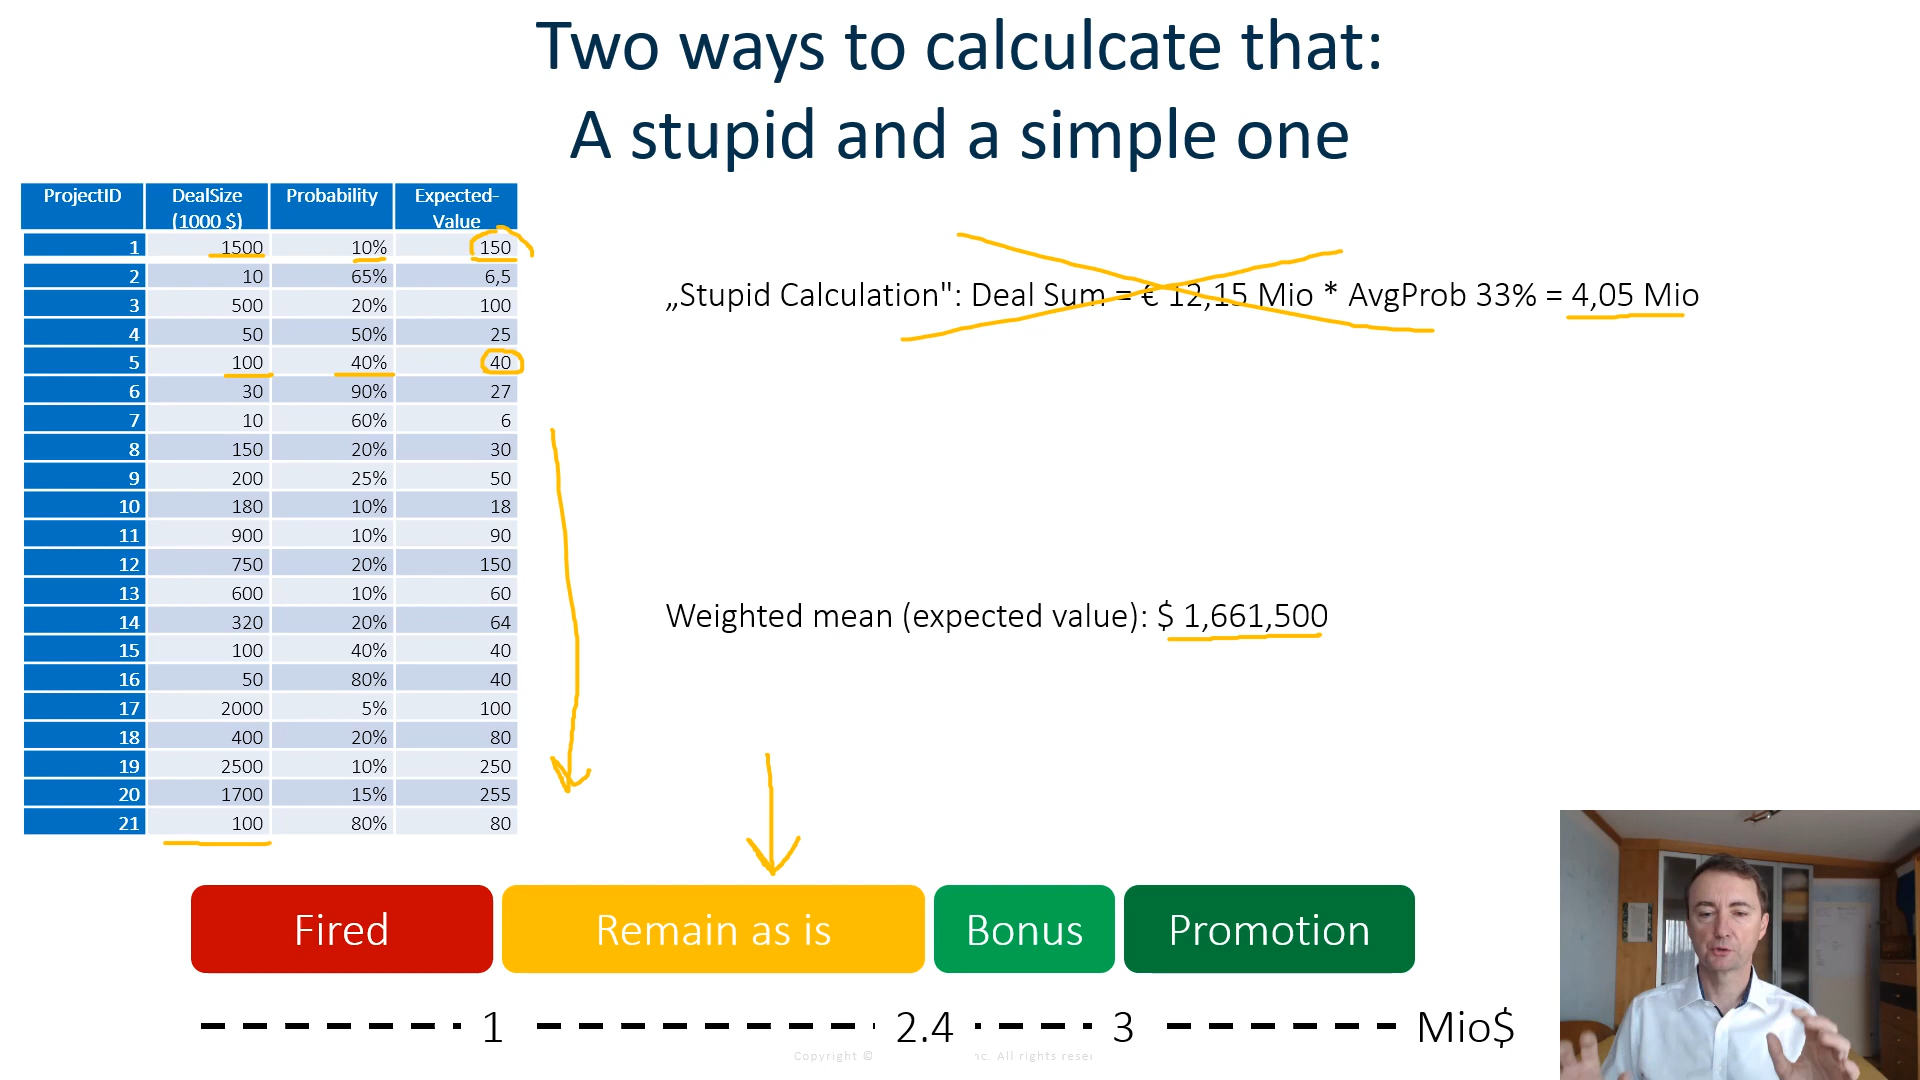 Two ways to calculcate that:
A stupid and a simple one
ProjectID DealSize (1000 $) Probability Expected-Value
1 1500 10% 150
2 10 65% 6,5
3 500 20% 100
4 50 50% 25
5 100 40% 40
6 30 90% 27
7 10 60% 6
8 150 20% 30
9 200 25% 50
10 180 10% 18
11 900 10% 90
12 750 20% 150
13 600 10% 60
14 320 20% 64
15 100 40% 40
16 50 80% 40
17 2000 5% 100
18 400 20% 80
19 2500 10% 250
20 1700 15% 255
21 100 80% 80
„Stupid Calculation": Deal Sum = € 12,15 Mio * AvgProb 33% = 4,05 Mio
Weighted mean (expected value): $ 1,661,500
Fired Remain as is Bonus Promotion
1 2.4 3 Mio$
Copyright © All rights